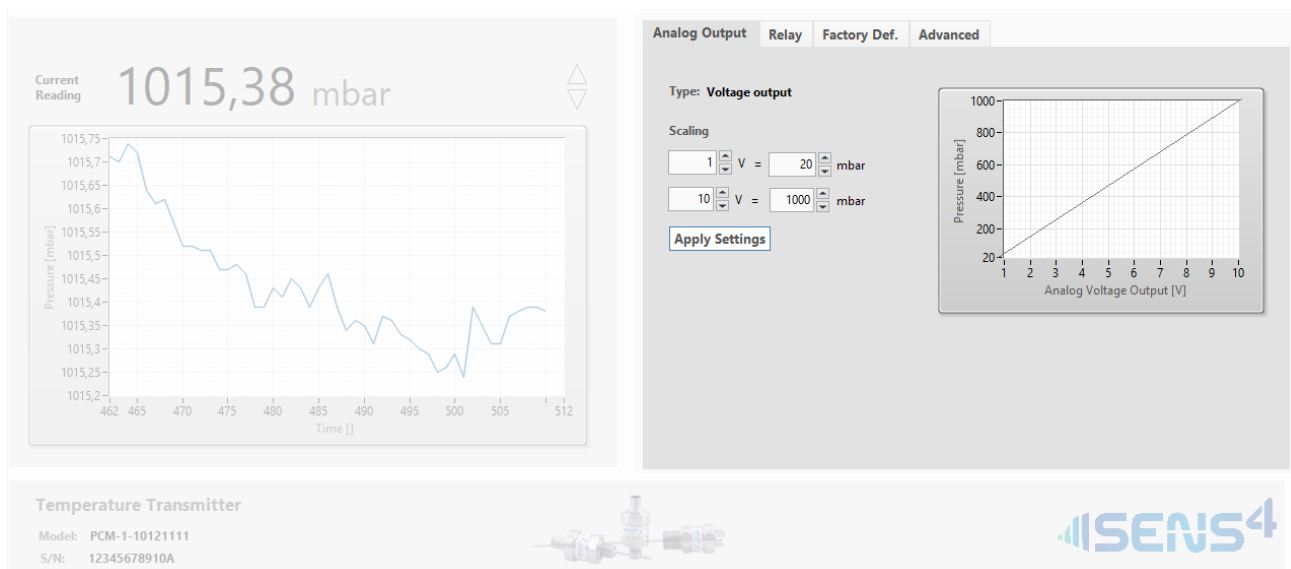 Current
Reading
1015,38 mbar
1015,75
1015,7
1015,65
1015,6
1015,55
1015,5
1015,45
1015,4
1015,35
1015,3
1015,25
1015,2
Pressure [mbar]
462 465 470 475 480 485 490 495 500 505 512
Time []
Analog Output Relay Factory Def. Advanced
Type: Voltage output
Scaling
1 V = 20 mbar
10 V = 1000 mbar
Apply Settings
1000
800
600
400
200
20
Pressure [mbar]
1 2 3 4 5 6 7 8 9 10
Analog Voltage Output [V]
Temperature Transmitter
Model: PCM-1-10121111
S/N: 12345678910A
SENS4